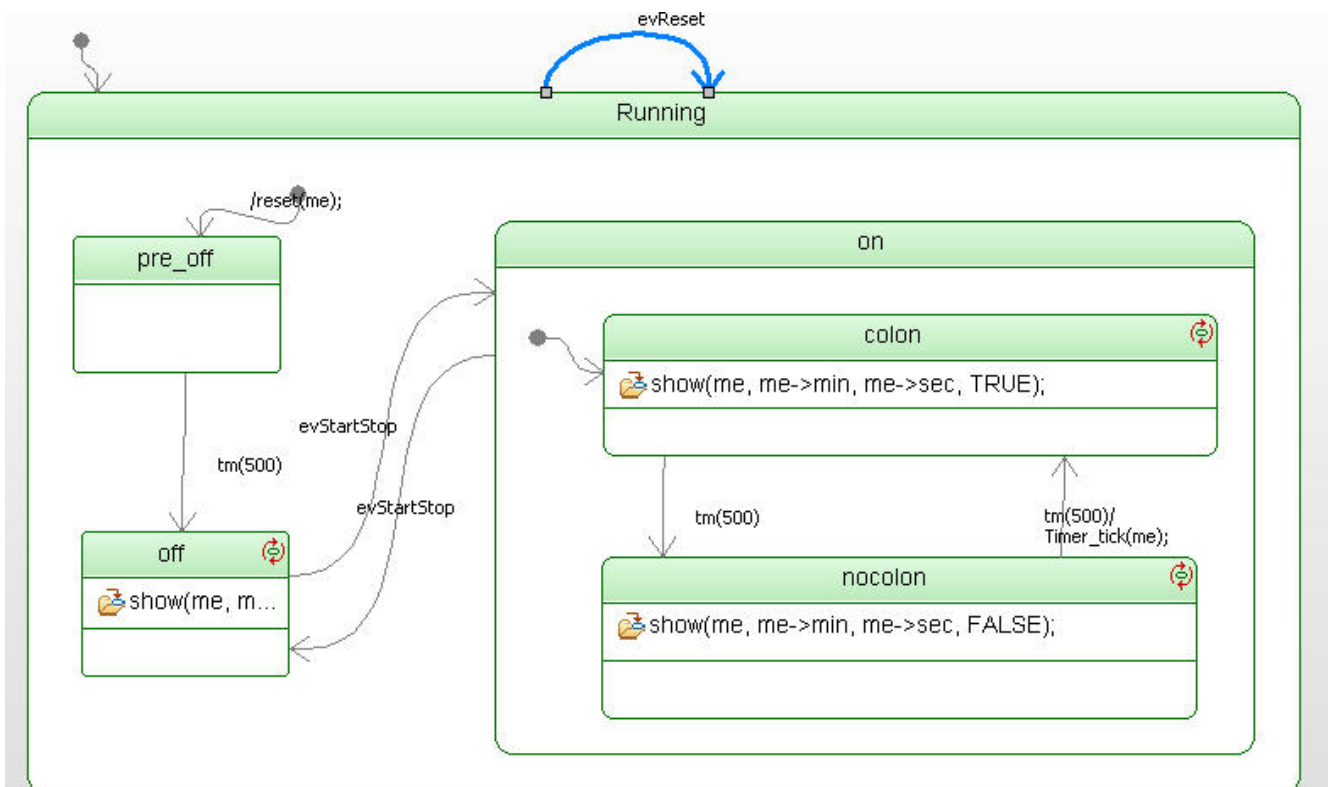 evReset
Running
/reset(me);
pre_off
on
colon
show(me, me->min, me->sec, TRUE);
evStartStop
tm(500)
evStartStop
tm(500)
tm(500)/
Timer_tick(me);
off
show(me, m...
nocolon
show(me, me->min, me->sec, FALSE);